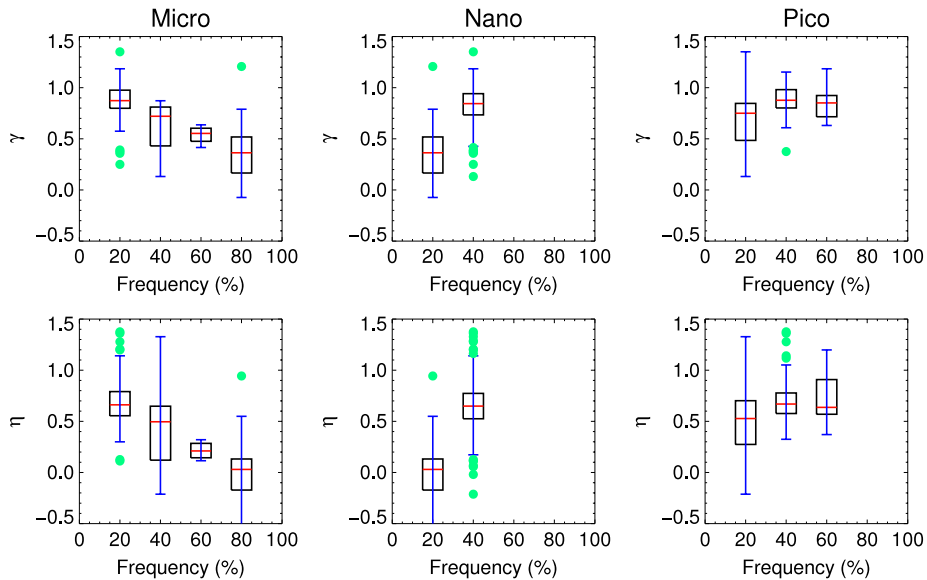 Micro Nano Pico
1.5 1.5 1.5
1.0 1.0 1.0
γ 0.5 γ 0.5 γ 0.5
0.0 0.0 0.0
−0.5 −0.5 −0.5
0 20 40 60 80 100 0 20 40 60 80 100 0 20 40 60 80 100
Frequency (%) Frequency (%) Frequency (%)
1.5 1.5 1.5
1.0 1.0 1.0
η 0.5 η 0.5 η 0.5
0.0 0.0 0.0
−0.5 −0.5 −0.5
0 20 40 60 80 100 0 20 40 60 80 100 0 20 40 60 80 100
Frequency (%) Frequency (%) Frequency (%)